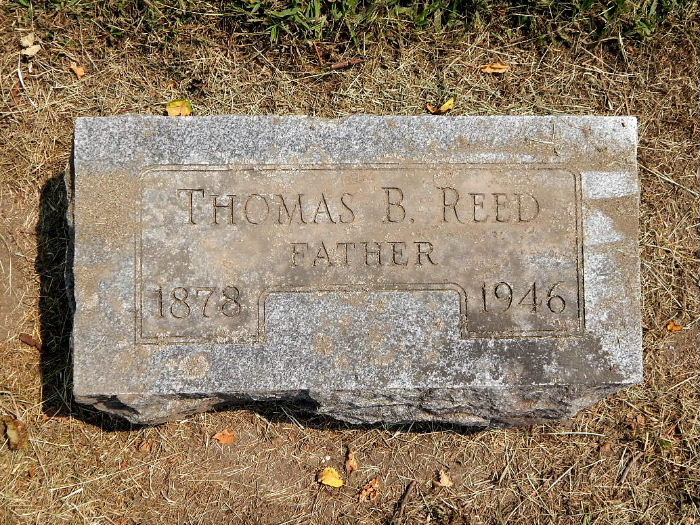 THOMAS B. REED
FATHER
1878 1946